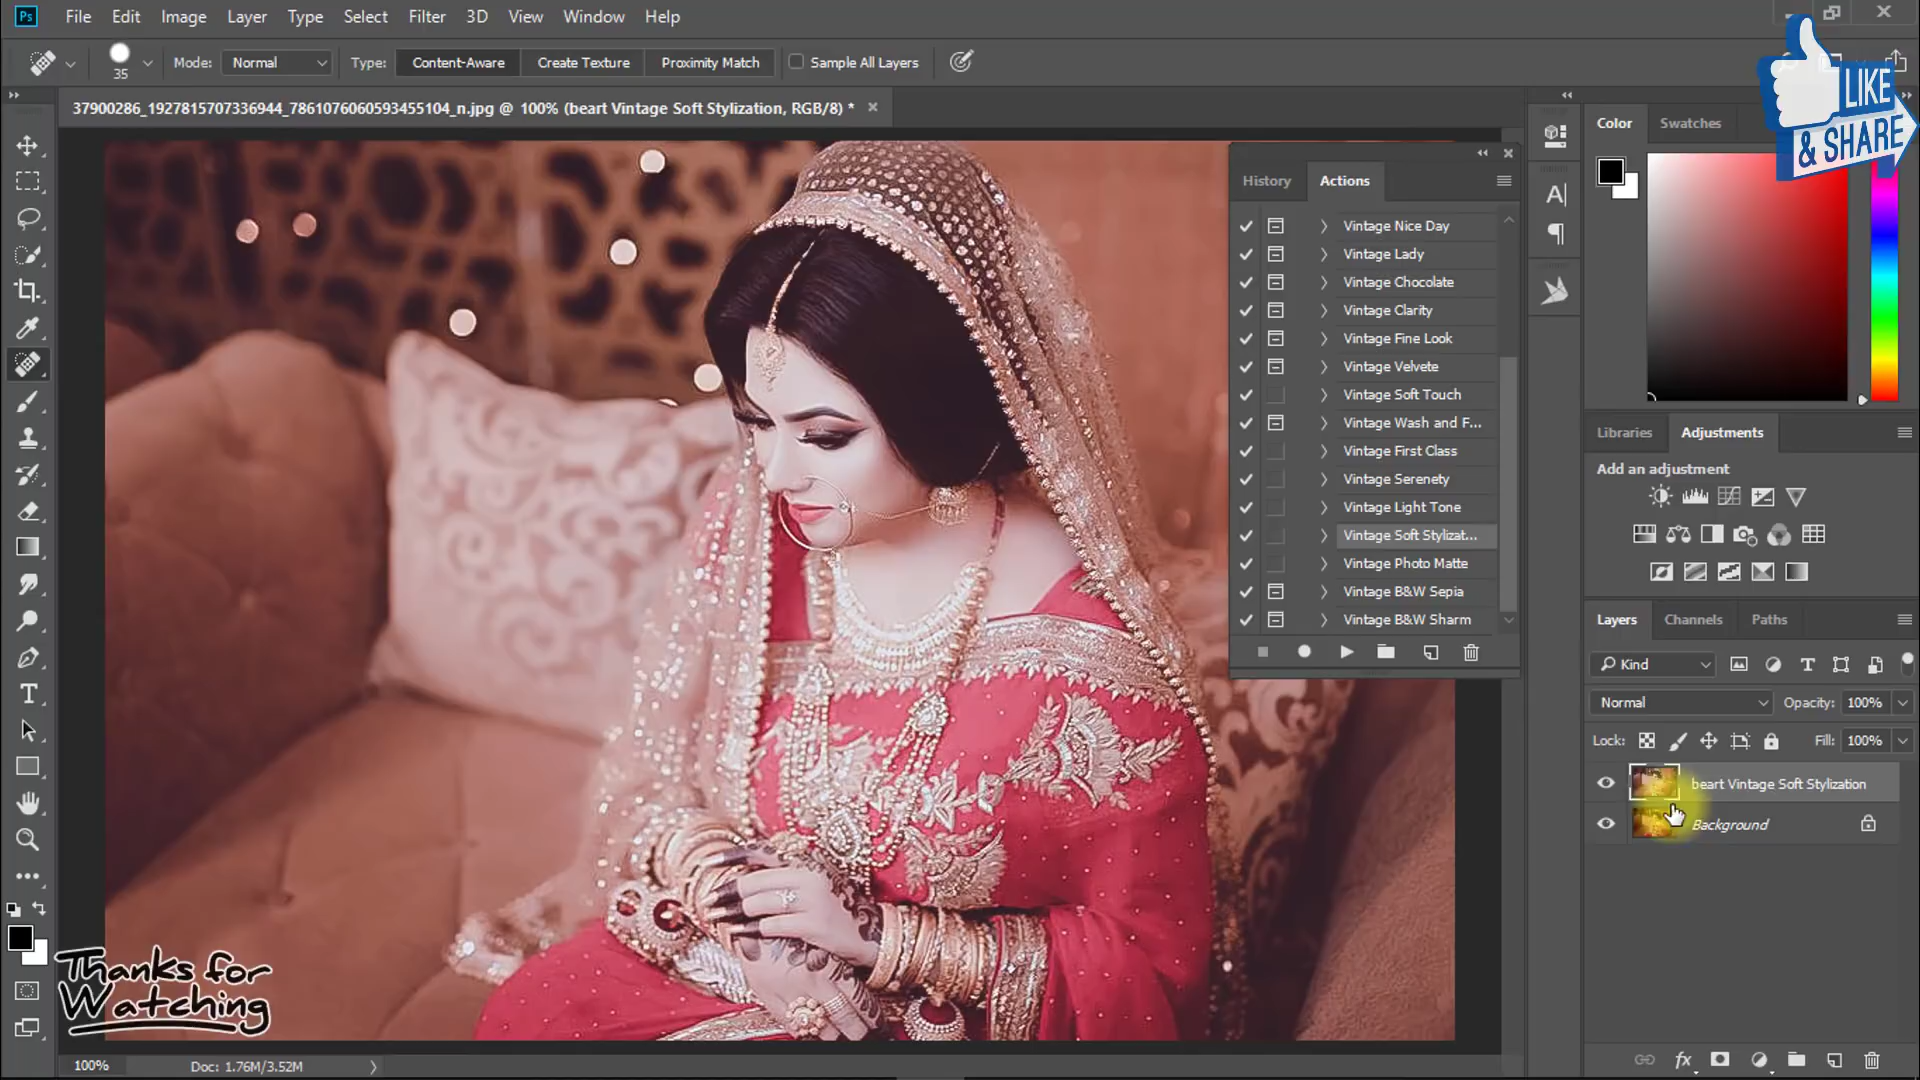 Ps File Edit Image Layer Type Select Filter 3D View Window Help
35 Mode: Normal Type: Content-Aware Create Texture Proximity Match Sample All Layers
37900286_1927815707336944_7861076060593455104_n.jpg @ 100% (beart Vintage Soft Stylization, RGB/8) *
LIKE
& SHARE
History Actions
Vintage Nice Day
Vintage Lady
Vintage Chocolate
Vintage Clarity
Vintage Fine Look
Vintage Velvete
Vintage Soft Touch
Vintage Wash and F...
Vintage First Class
Vintage Serenety
Vintage Light Tone
Vintage Soft Stylizat...
Vintage Photo Matte
Vintage B&W Sepia
Vintage B&W Sharm
Color Swatches
Libraries Adjustments
Add an adjustment
Layers Channels Paths
Kind
Normal Opacity: 100%
Lock: Fill: 100%
beart Vintage Soft Stylization
Background
Thanks for
Watching
100% Doc: 1.76M/3.52M